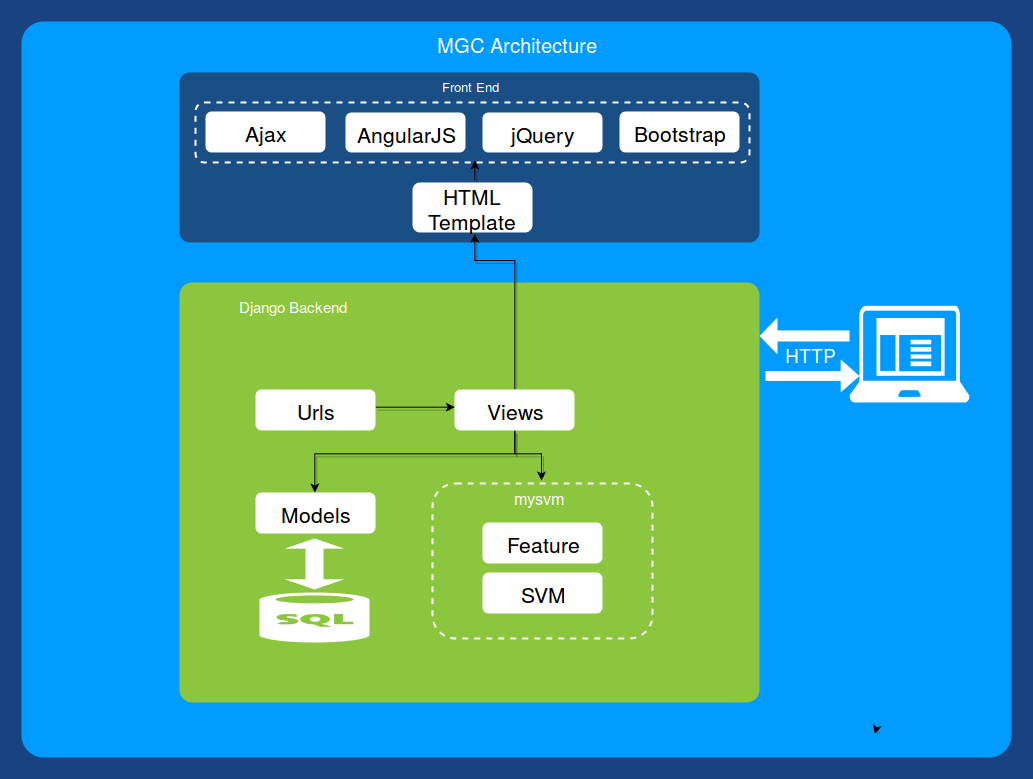 MGC Architecture
Front End
Ajax
AngularJS
jQuery
Bootstrap
HTML
Template
Django Backend
HTTP
Urls
Views
Models
mysvm
Feature
SVM
SQL